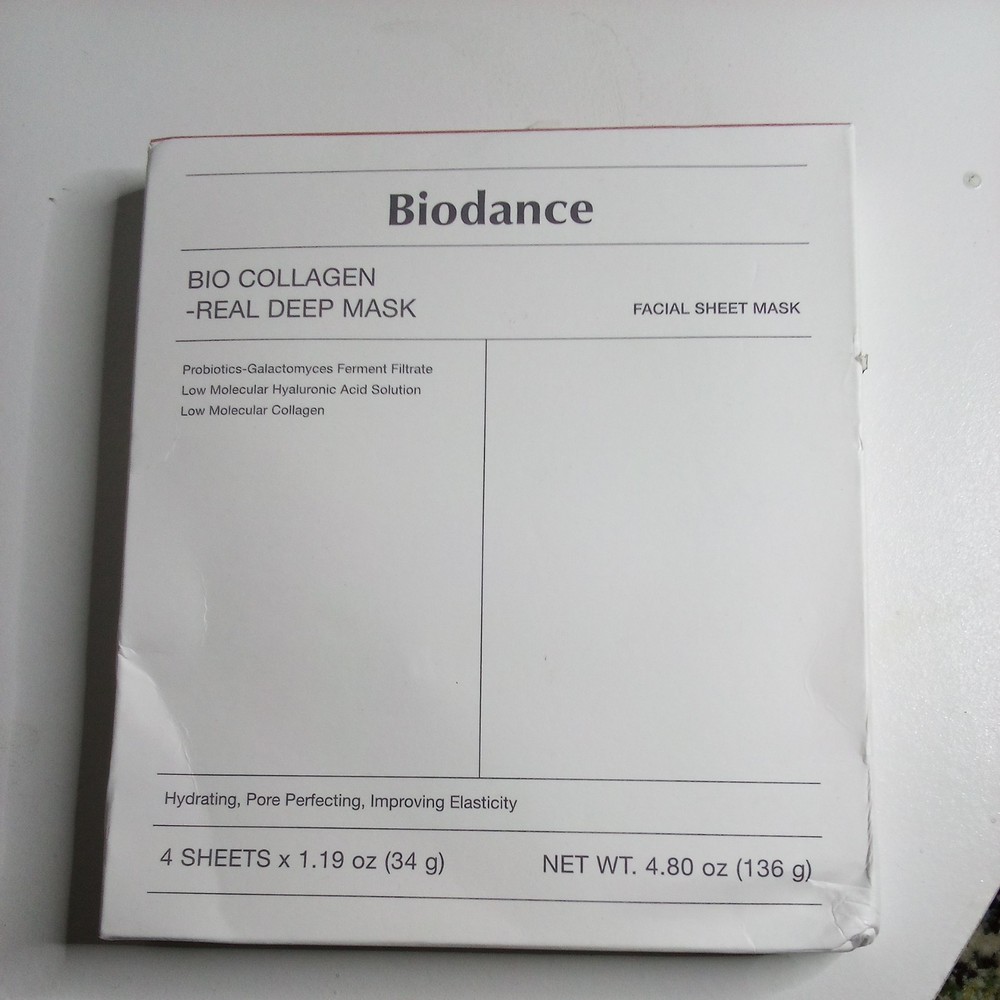 Biodance
BIO COLLAGEN
-REAL DEEP MASK
FACIAL SHEET MASK
Probiotics-Galactomyces Ferment Filtrate
Low Molecular Hyaluronic Acid Solution
Low Molecular Collagen
Hydrating, Pore Perfecting, Improving Elasticity
4 SHEETS x 1.19 oz (34 g)
NET WT. 4.80 oz (136 g)